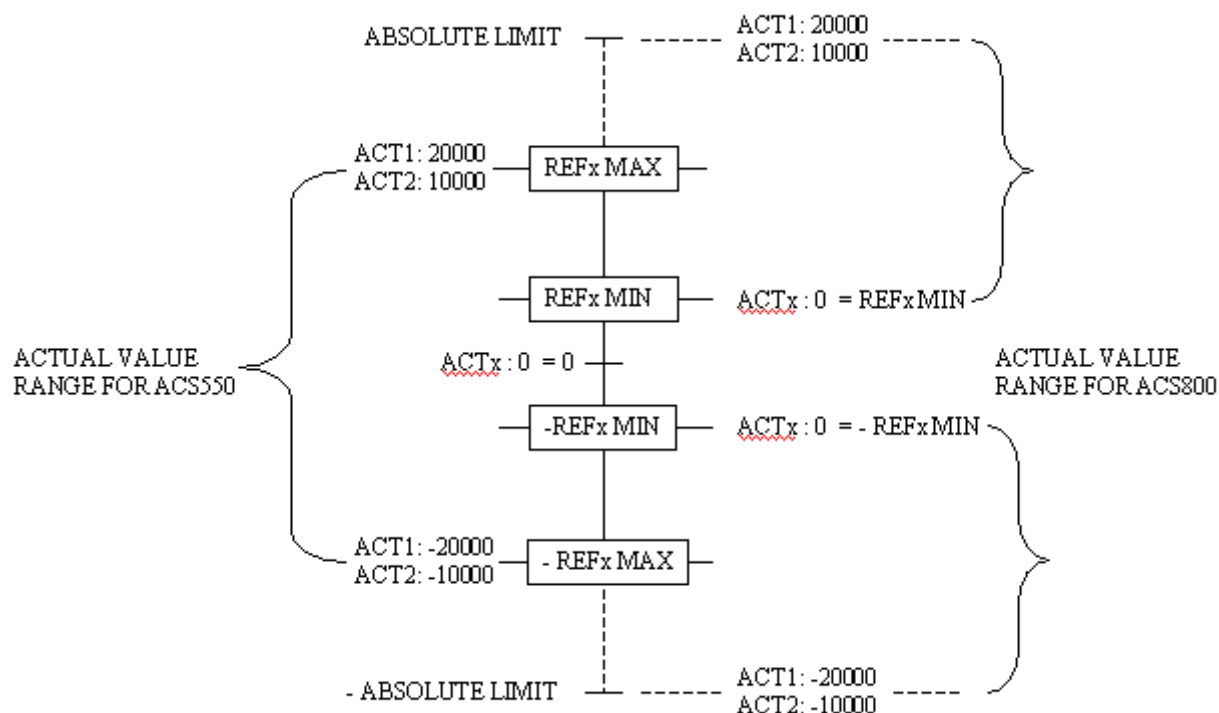 ABSOLUTE LIMIT
ACT1: 20000
ACT2: 10000
ACT1: 20000
ACT2: 10000
REFx MAX
REFx MIN
ACTx : 0 = REFx MIN
ACTUAL VALUE
RANGE FOR ACS550
ACTx : 0 = 0
ACTUAL VALUE
RANGE FOR ACS800
-REFx MIN
ACTx : 0 = - REFx MIN
ACT1: -20000
ACT2: -10000
- REFx MAX
- ABSOLUTE LIMIT
ACT1: -20000
ACT2: -10000